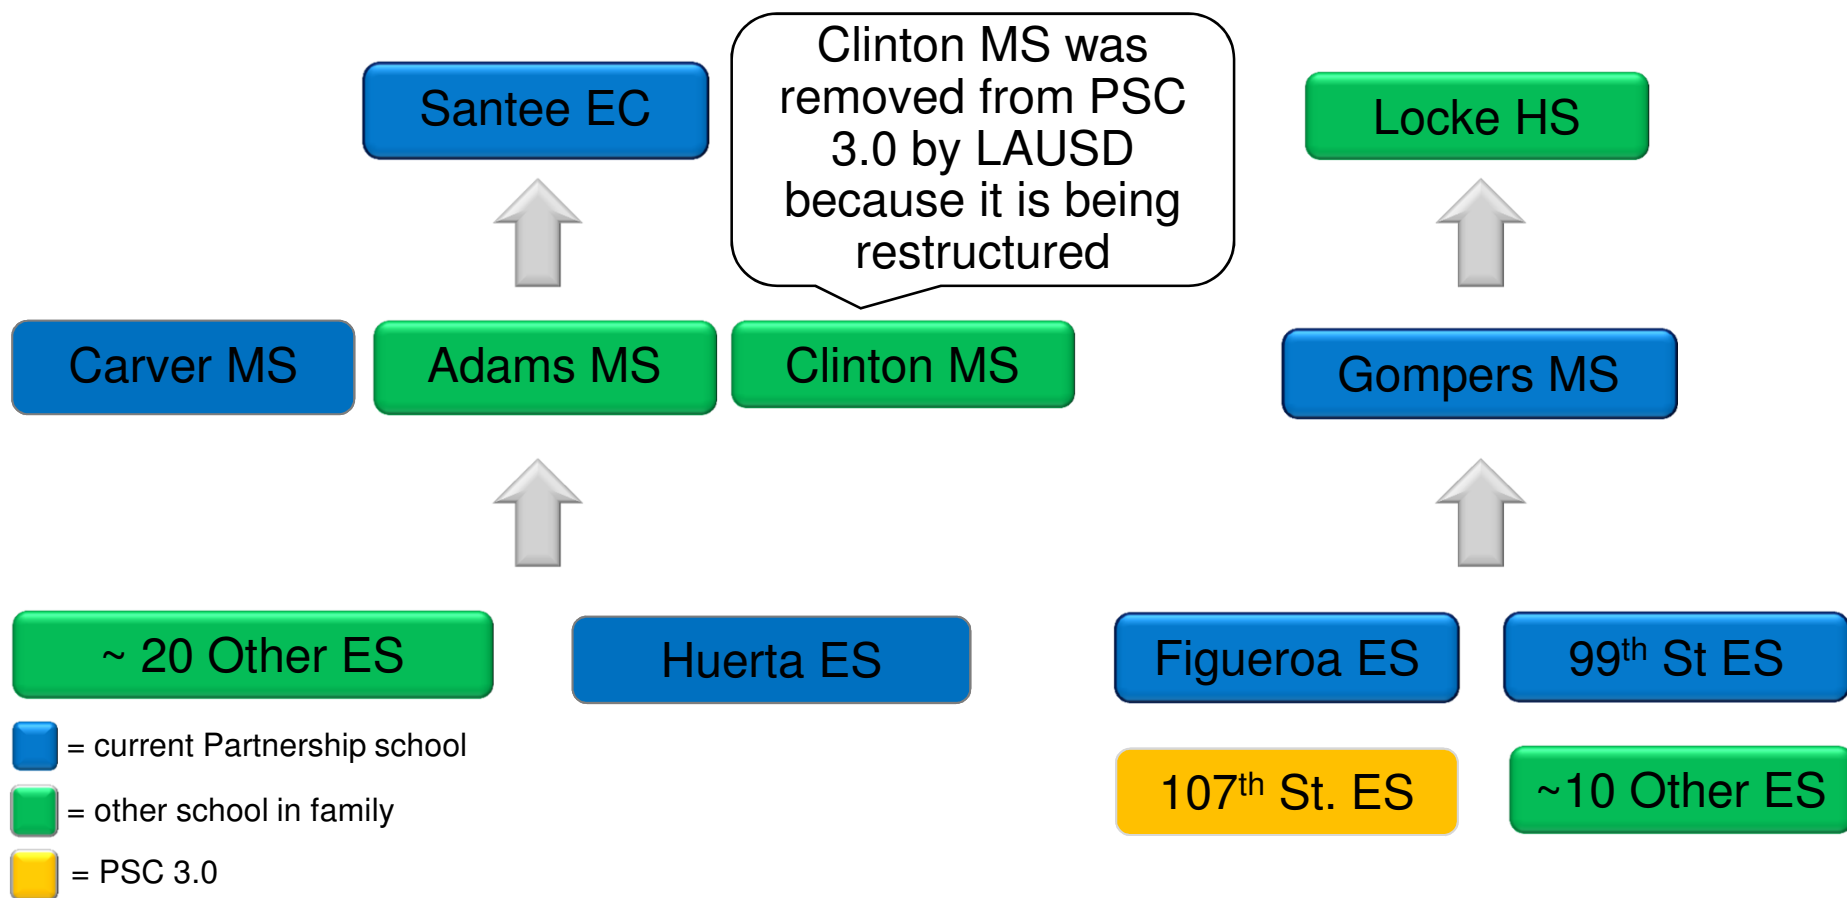 Santee EC
Clinton MS was
removed from PSC
3.0 by LAUSD
because it is being
restructured
Locke HS
Carver MS
Adams MS
Clinton MS
Gompers MS
~ 20 Other ES
Huerta ES
Figueroa ES
99th St ES
= current Partnership school
107th St. ES
~10 Other ES
= other school in family
= PSC 3.0